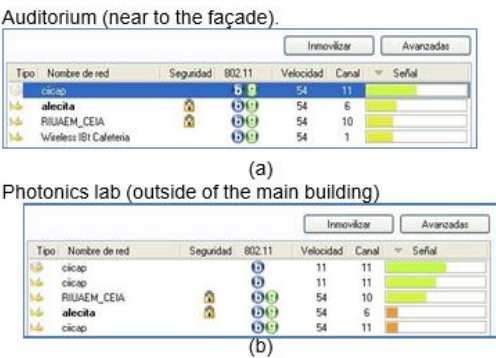 Auditorium (near to the façade).
Inmovilizar Avanzadas
Tipo Nombre de red Seguridad 802.11 Velocidad Canal Señal
ciicap b g 54 11
alecita b g 54 6
RIUAEM_CEIA b g 54 10
Wireless IBt Cafeteria b g 54 1
(a)
Photonics lab (outside of the main building)
Inmovilizar Avanzadas
Tipo Nombre de red Seguridad 802.11 Velocidad Canal Señal
ciicap b 11 11
ciicap b 11 11
RIUAEM_CEIA b g 54 10
alecita b g 54 6
ciicap b g 54 11
(b)